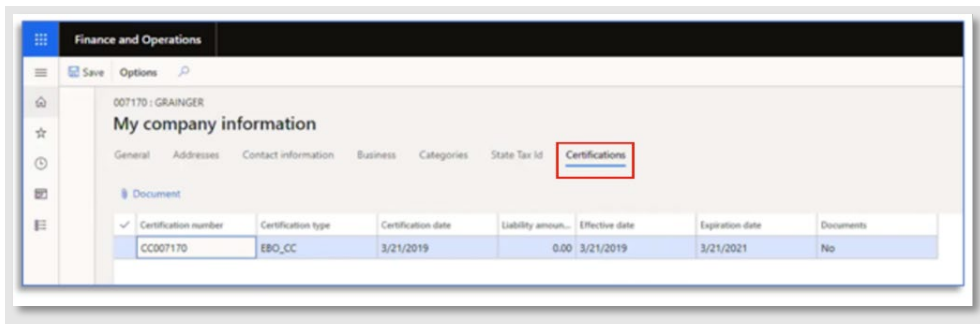 Finance and Operations
Save Options
007170 : GRAINGER
My company information
General Addresses Contact information Business Categories State Tax Id Certifications
Document
Certification number Certification type Certification date Liability amoun... Effective date Expiration date Documents
CC007170 EBO_CC 3/21/2019 0.00 3/21/2019 3/21/2021 No